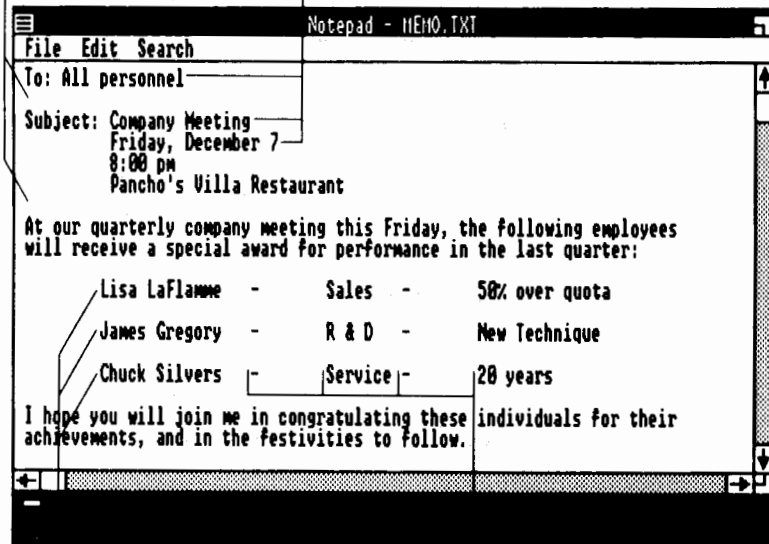 Notepad - MEMO.TXT
File Edit Search
To: All personnel
Subject: Company Meeting
Friday, December 7
8:00 pm
Pancho's Villa Restaurant
At our quarterly company meeting this Friday, the following employees
will receive a special award for performance in the last quarter:
Lisa LaFlamme - Sales - 50% over quota
James Gregory - R & D - New Technique
Chuck Silvers - Service - 20 years
I hope you will join me in congratulating these individuals for their
achievements, and in the festivities to follow.